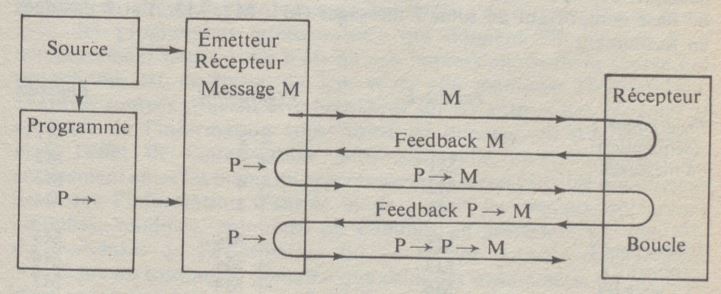 Source
Émetteur
Récepteur
Message M
Programme
P→
M
Feedback M
P→
P→ M
Feedback P→ M
P→
P→ P→ M
Récepteur
Boucle